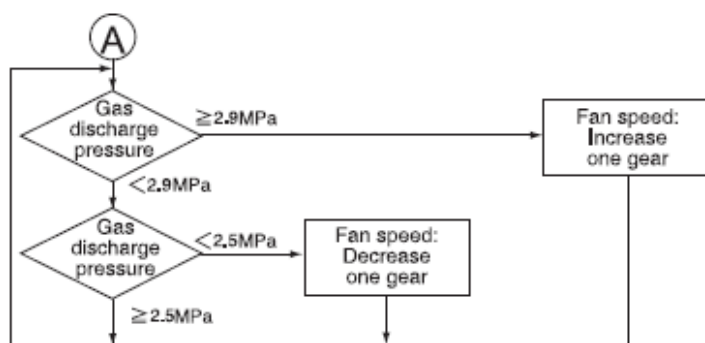 A
Gas
discharge
pressure
≧2.9MPa
Fan speed:
Increase
one gear
<2.9MPa
Gas
discharge
pressure
<2.5MPa
Fan speed:
Decrease
one gear
≧2.5MPa